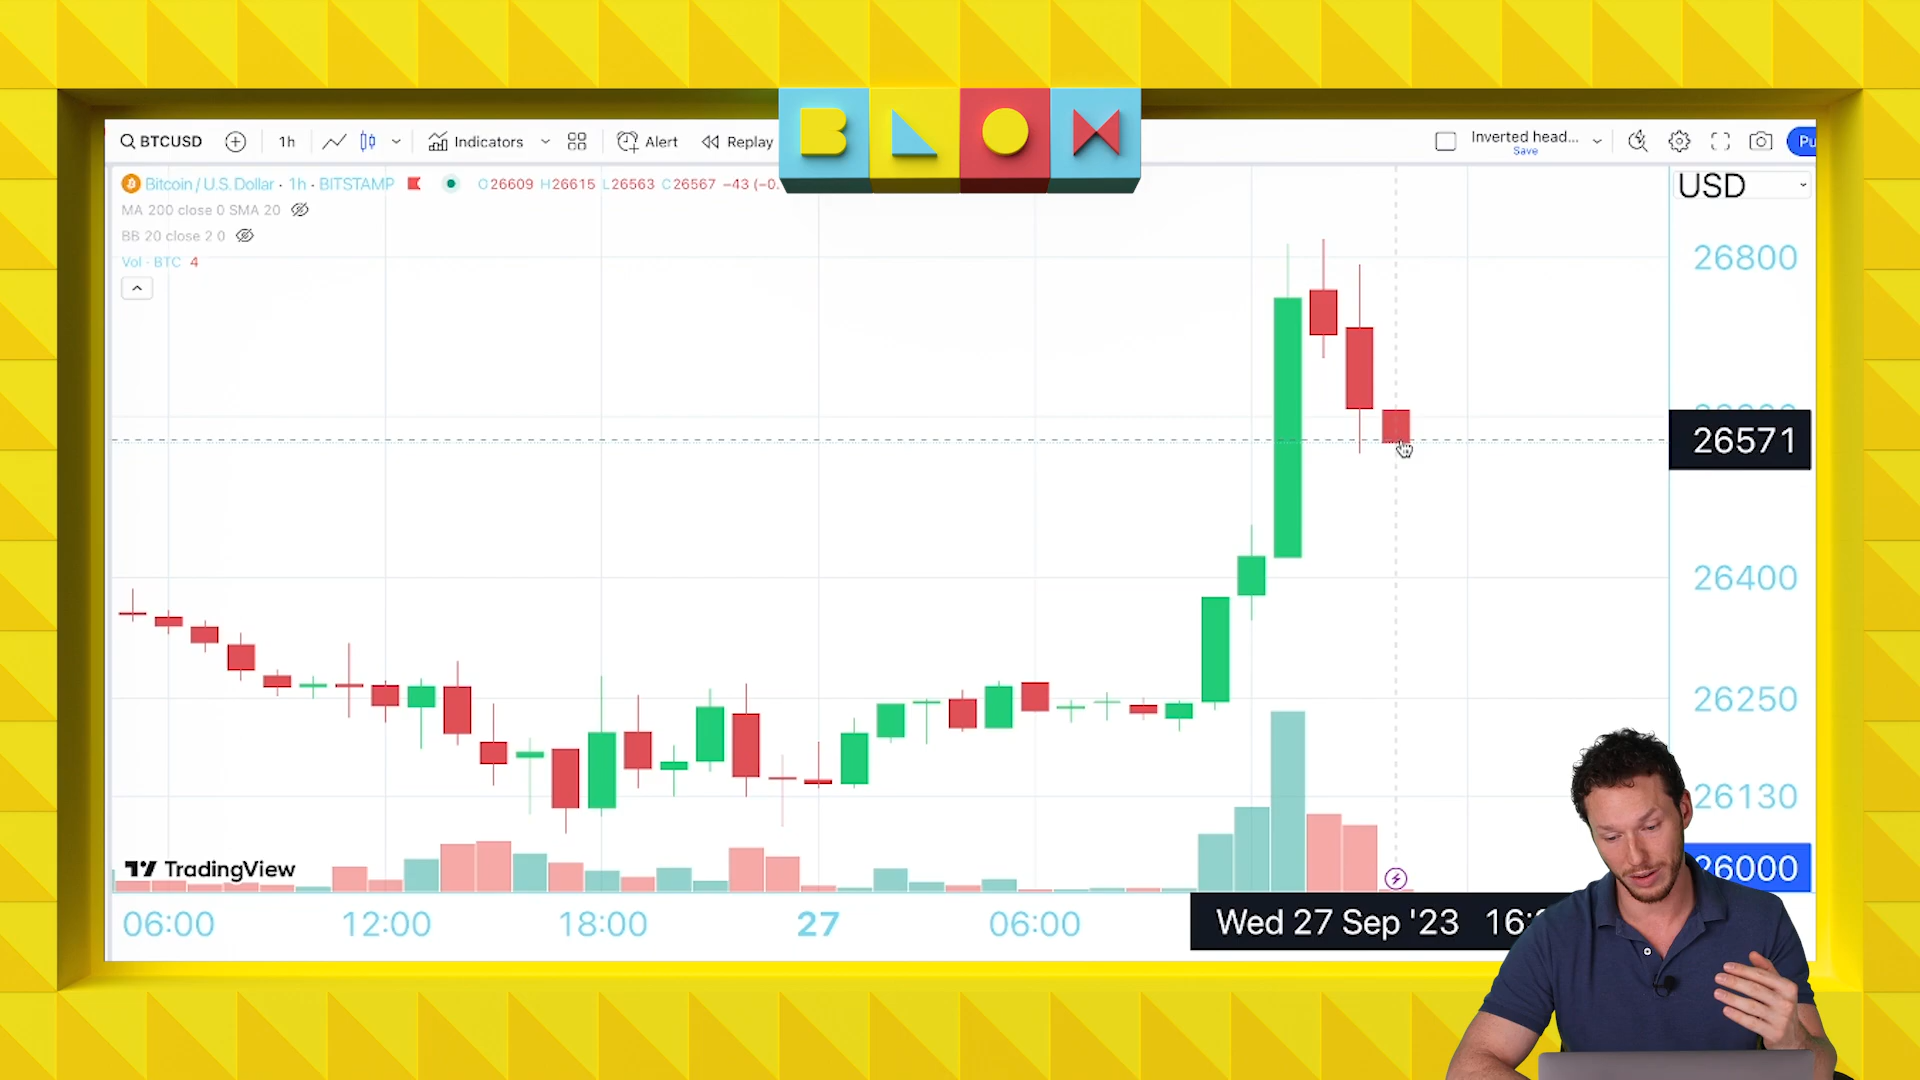 BLOX
BTCUSD 1h Indicators Alert Replay Inverted head... Save
Bitcoin / U.S. Dollar · 1h · BITSTAMP O26609 H26615 L26563 C26567 −43 (−0. USD
MA 200 close 0 SMA 20
BB 20 close 2 0
Vol · BTC 4
26800
26571
26400
26250
26130
26000
TradingView
06:00 12:00 18:00 27 06:00 Wed 27 Sep '23